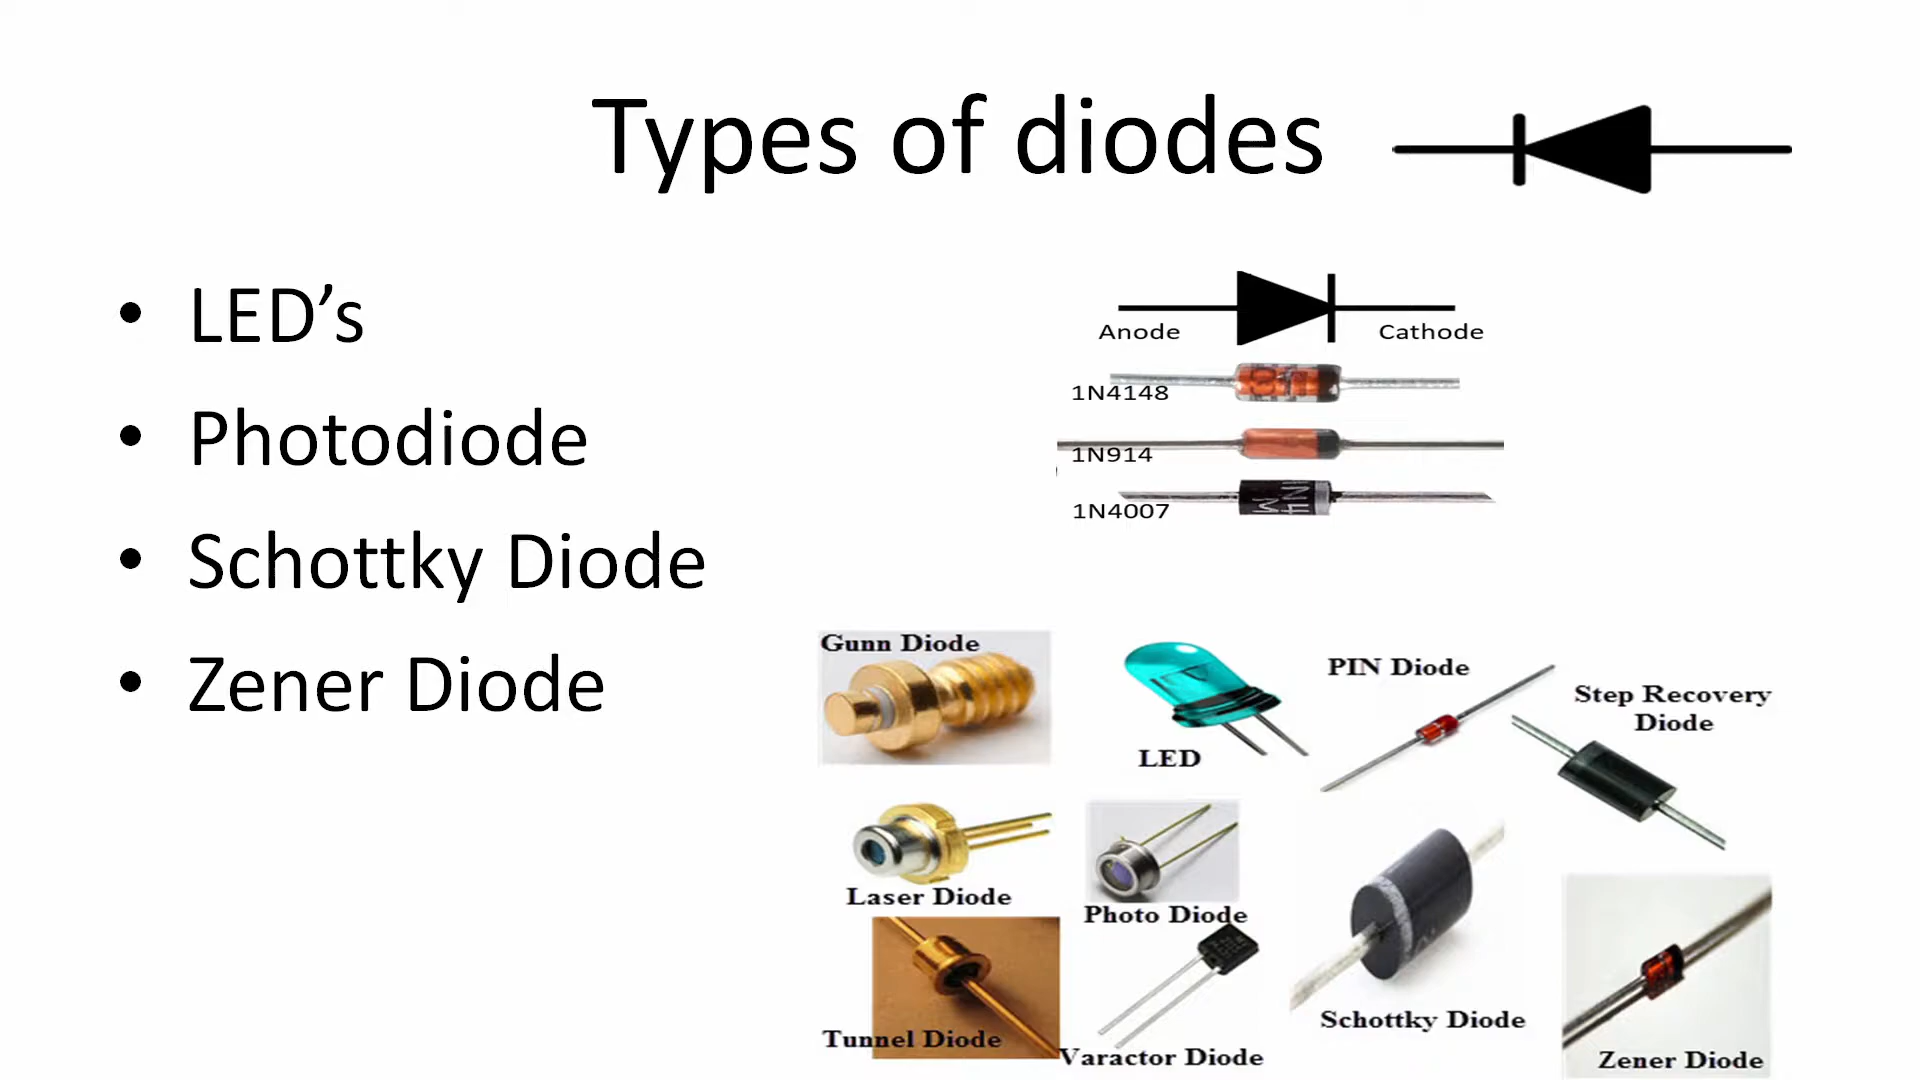 Types of diodes
• LED’s
• Photodiode
• Schottky Diode
• Zener Diode
Anode
Cathode
1N4148
1N914
1N4007
Gunn Diode
LED
PIN Diode
Step Recovery
Diode
Laser Diode
Photo Diode
Tunnel Diode
Varactor Diode
Schottky Diode
Zener Diode